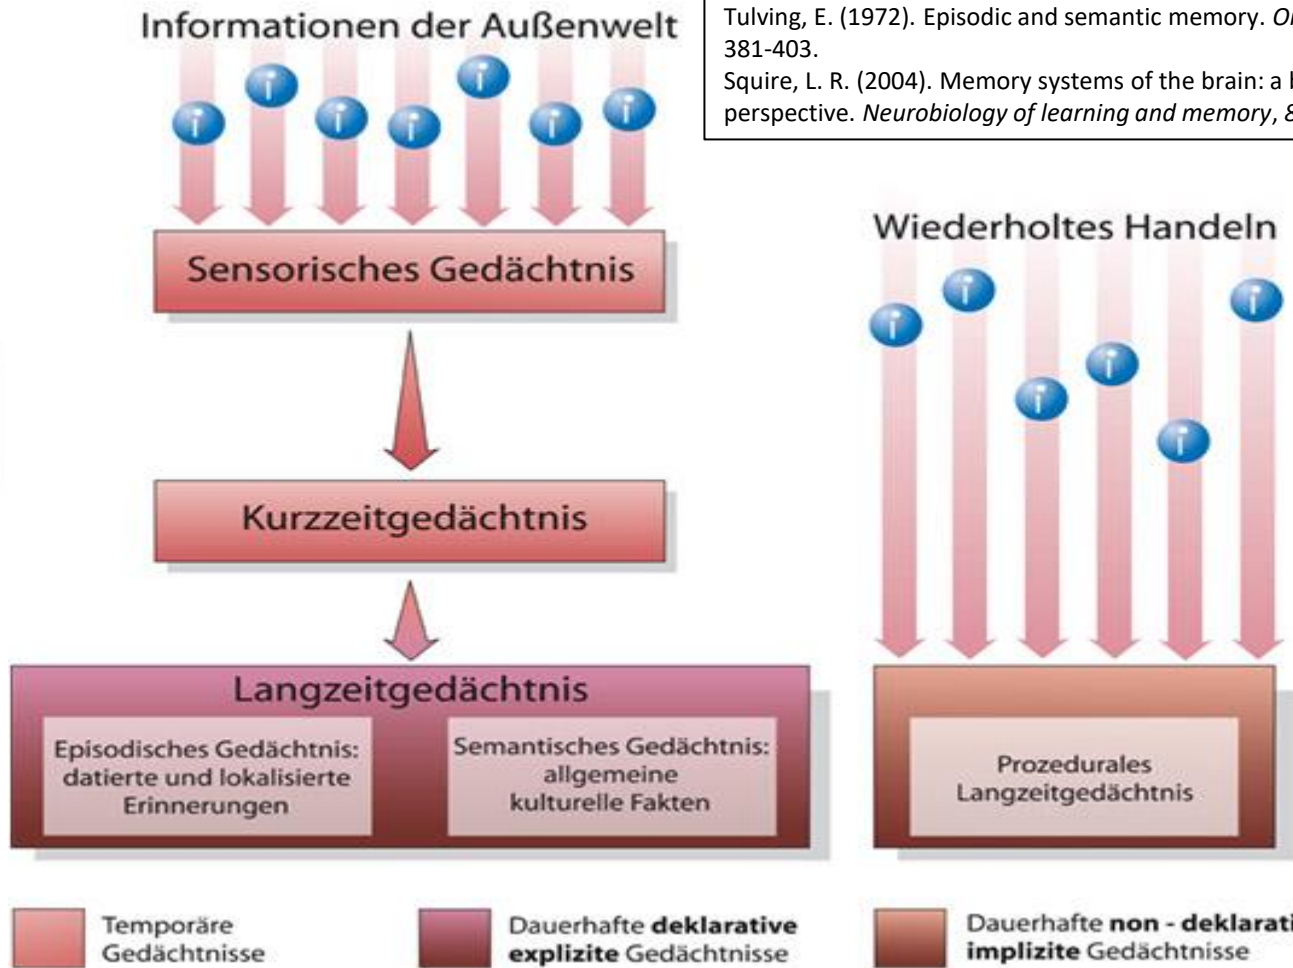 Informationen der Außenwelt
Tulving, E. (1972). Episodic and semantic memory.
381-403.
Squire, L. R. (2004). Memory systems of the brain: a
perspective. Neurobiology of learning and memory,
i i i i i i i
Sensorisches Gedächtnis
Wiederholtes Handeln
i i i i i i
Kurzzeitgedächtnis
Langzeitgedächtnis
Episodisches Gedächtnis:
datierte und lokalisierte
Erinnerungen
Semantisches Gedächtnis:
allgemeine
kulturelle Fakten
Prozedurales
Langzeitgedächtnis
Temporäre
Gedächtnisse
Dauerhafte deklarative
explizite Gedächtnisse
Dauerhafte non - deklarati
implizite Gedächtnisse